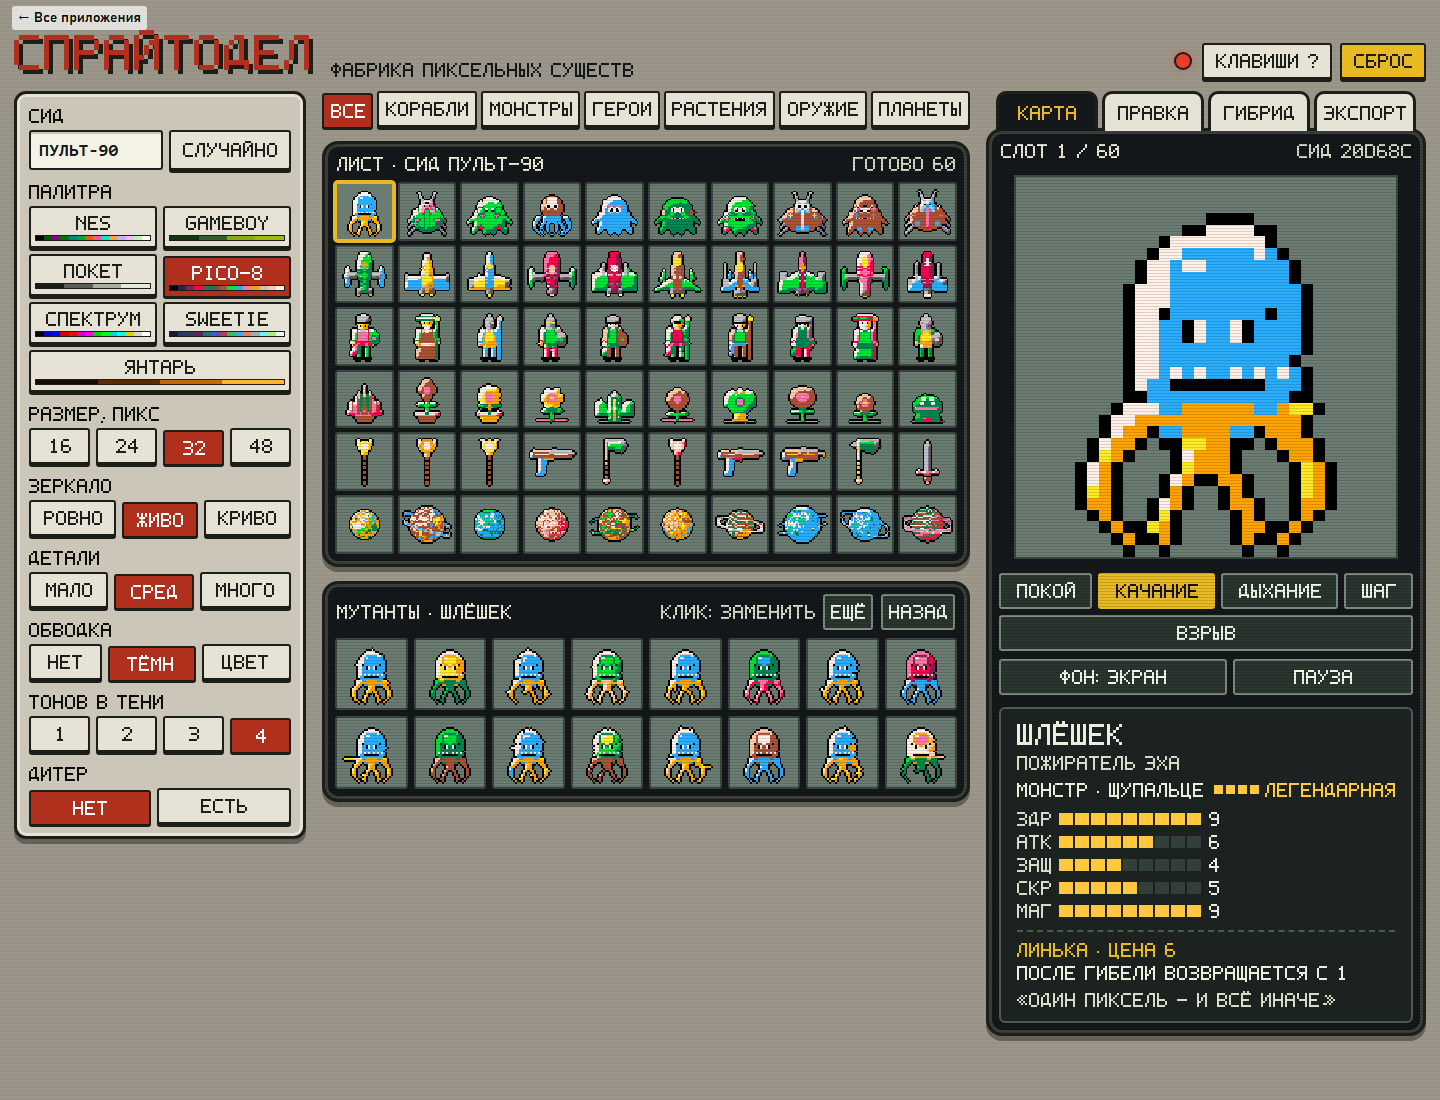 ← Все приложения
СПРАЙТОДЕЛ
ФАБРИКА ПИКСЕЛЬНЫХ СУЩЕСТВ
КЛАВИШИ ?
СБРОС
СИД
ПУЛЬТ-90
СЛУЧАЙНО
ПАЛИТРА
NES
GAMEBOY
ПОКЕТ
PICO-8
СПЕКТРУМ
SWEETIE
ЯНТАРЬ
РАЗМЕР, ПИКС
16
24
32
48
ЗЕРКАЛО
РОВНО
ЖИВО
КРИВО
ДЕТАЛИ
МАЛО
СРЕД
МНОГО
ОБВОДКА
НЕТ
ТЁМН
ЦВЕТ
ТОНОВ В ТЕНИ
1
2
3
4
ДИТЕР
НЕТ
ЕСТЬ
ВСЕ
КОРАБЛИ
МОНСТРЫ
ГЕРОИ
РАСТЕНИЯ
ОРУЖИЕ
ПЛАНЕТЫ
ЛИСТ · СИД ПУЛЬТ-90
ГОТОВО 60
МУТАНТЫ · ШЛЁШЕК
КЛИК: ЗАМЕНИТЬ
ЕЩЁ
НАЗАД
КАРТА
ПРАВКА
ГИБРИД
ЭКСПОРТ
СЛОТ 1 / 60
СИД 20D68C
ПОКОЙ
КАЧАНИЕ
ДЫХАНИЕ
ШАГ
ВЗРЫВ
ФОН: ЭКРАН
ПАУЗА
ШЛЁШЕК
ПОЖИРАТЕЛЬ ЭХА
МОНСТР · ЩУПАЛЬЦЕ
ЛЕГЕНДАРНАЯ
ЗДР 9
АТК 6
ЗАЩ 4
СКР 5
МАГ 9
ЛИНЬКА · ЦЕНА 6
ПОСЛЕ ГИБЕЛИ ВОЗВРАЩАЕТСЯ С 1
«ОДИН ПИКСЕЛЬ — И ВСЁ ИНАЧЕ.»